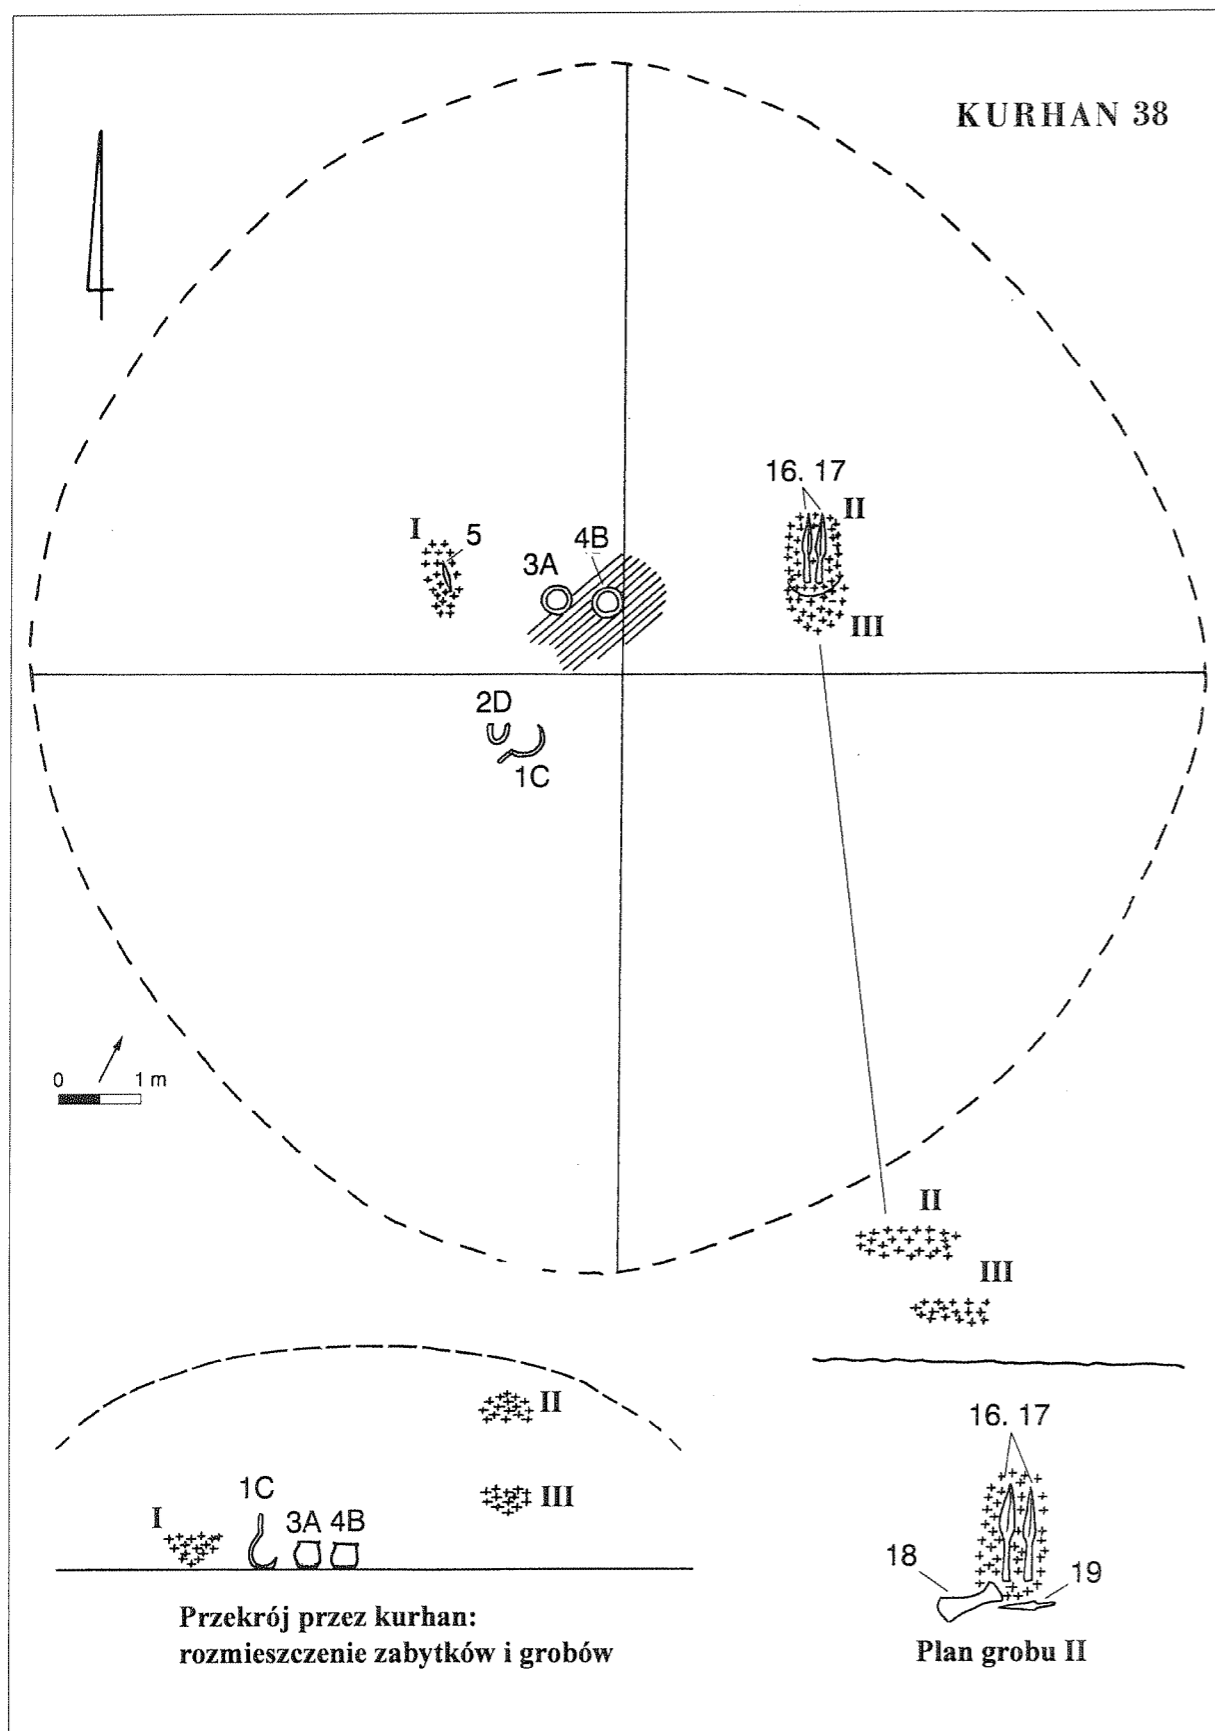 KURHAN 38
16. 17
I
5
4B
II
3A
III
2D
1C
0 1 m
II
III
II
16. 17
1C
III
I
3A 4B
18
19
Przekrój przez kurhan:
rozmieszczenie zabytków i grobów
Plan grobu II